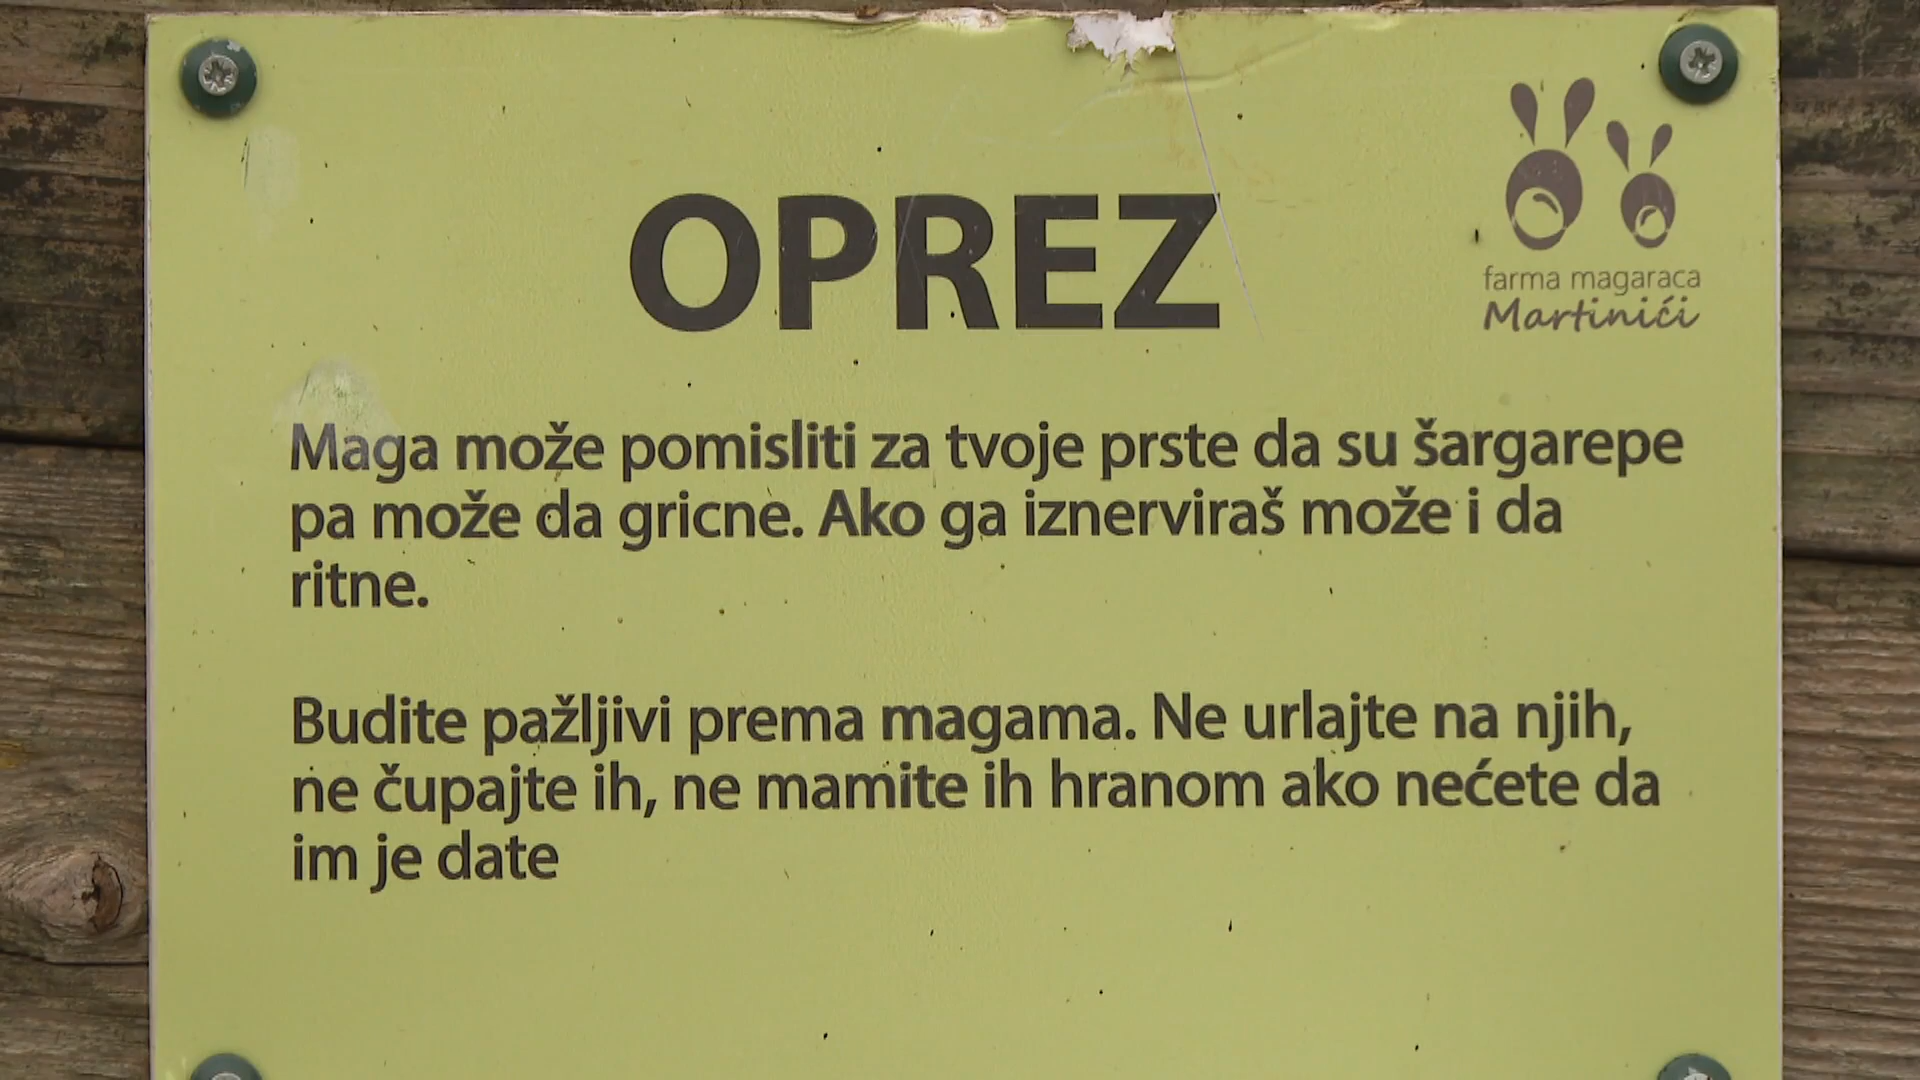 OPREZ
farma magaraca
Martinići
Maga može pomisliti za tvoje prste da su šargarepe
pa može da gricne. Ako ga iznerviraš može i da
ritne.
Budite pažljivi prema magama. Ne urlajte na njih,
ne čupajte ih, ne mamite ih hranom ako nećete da
im je date